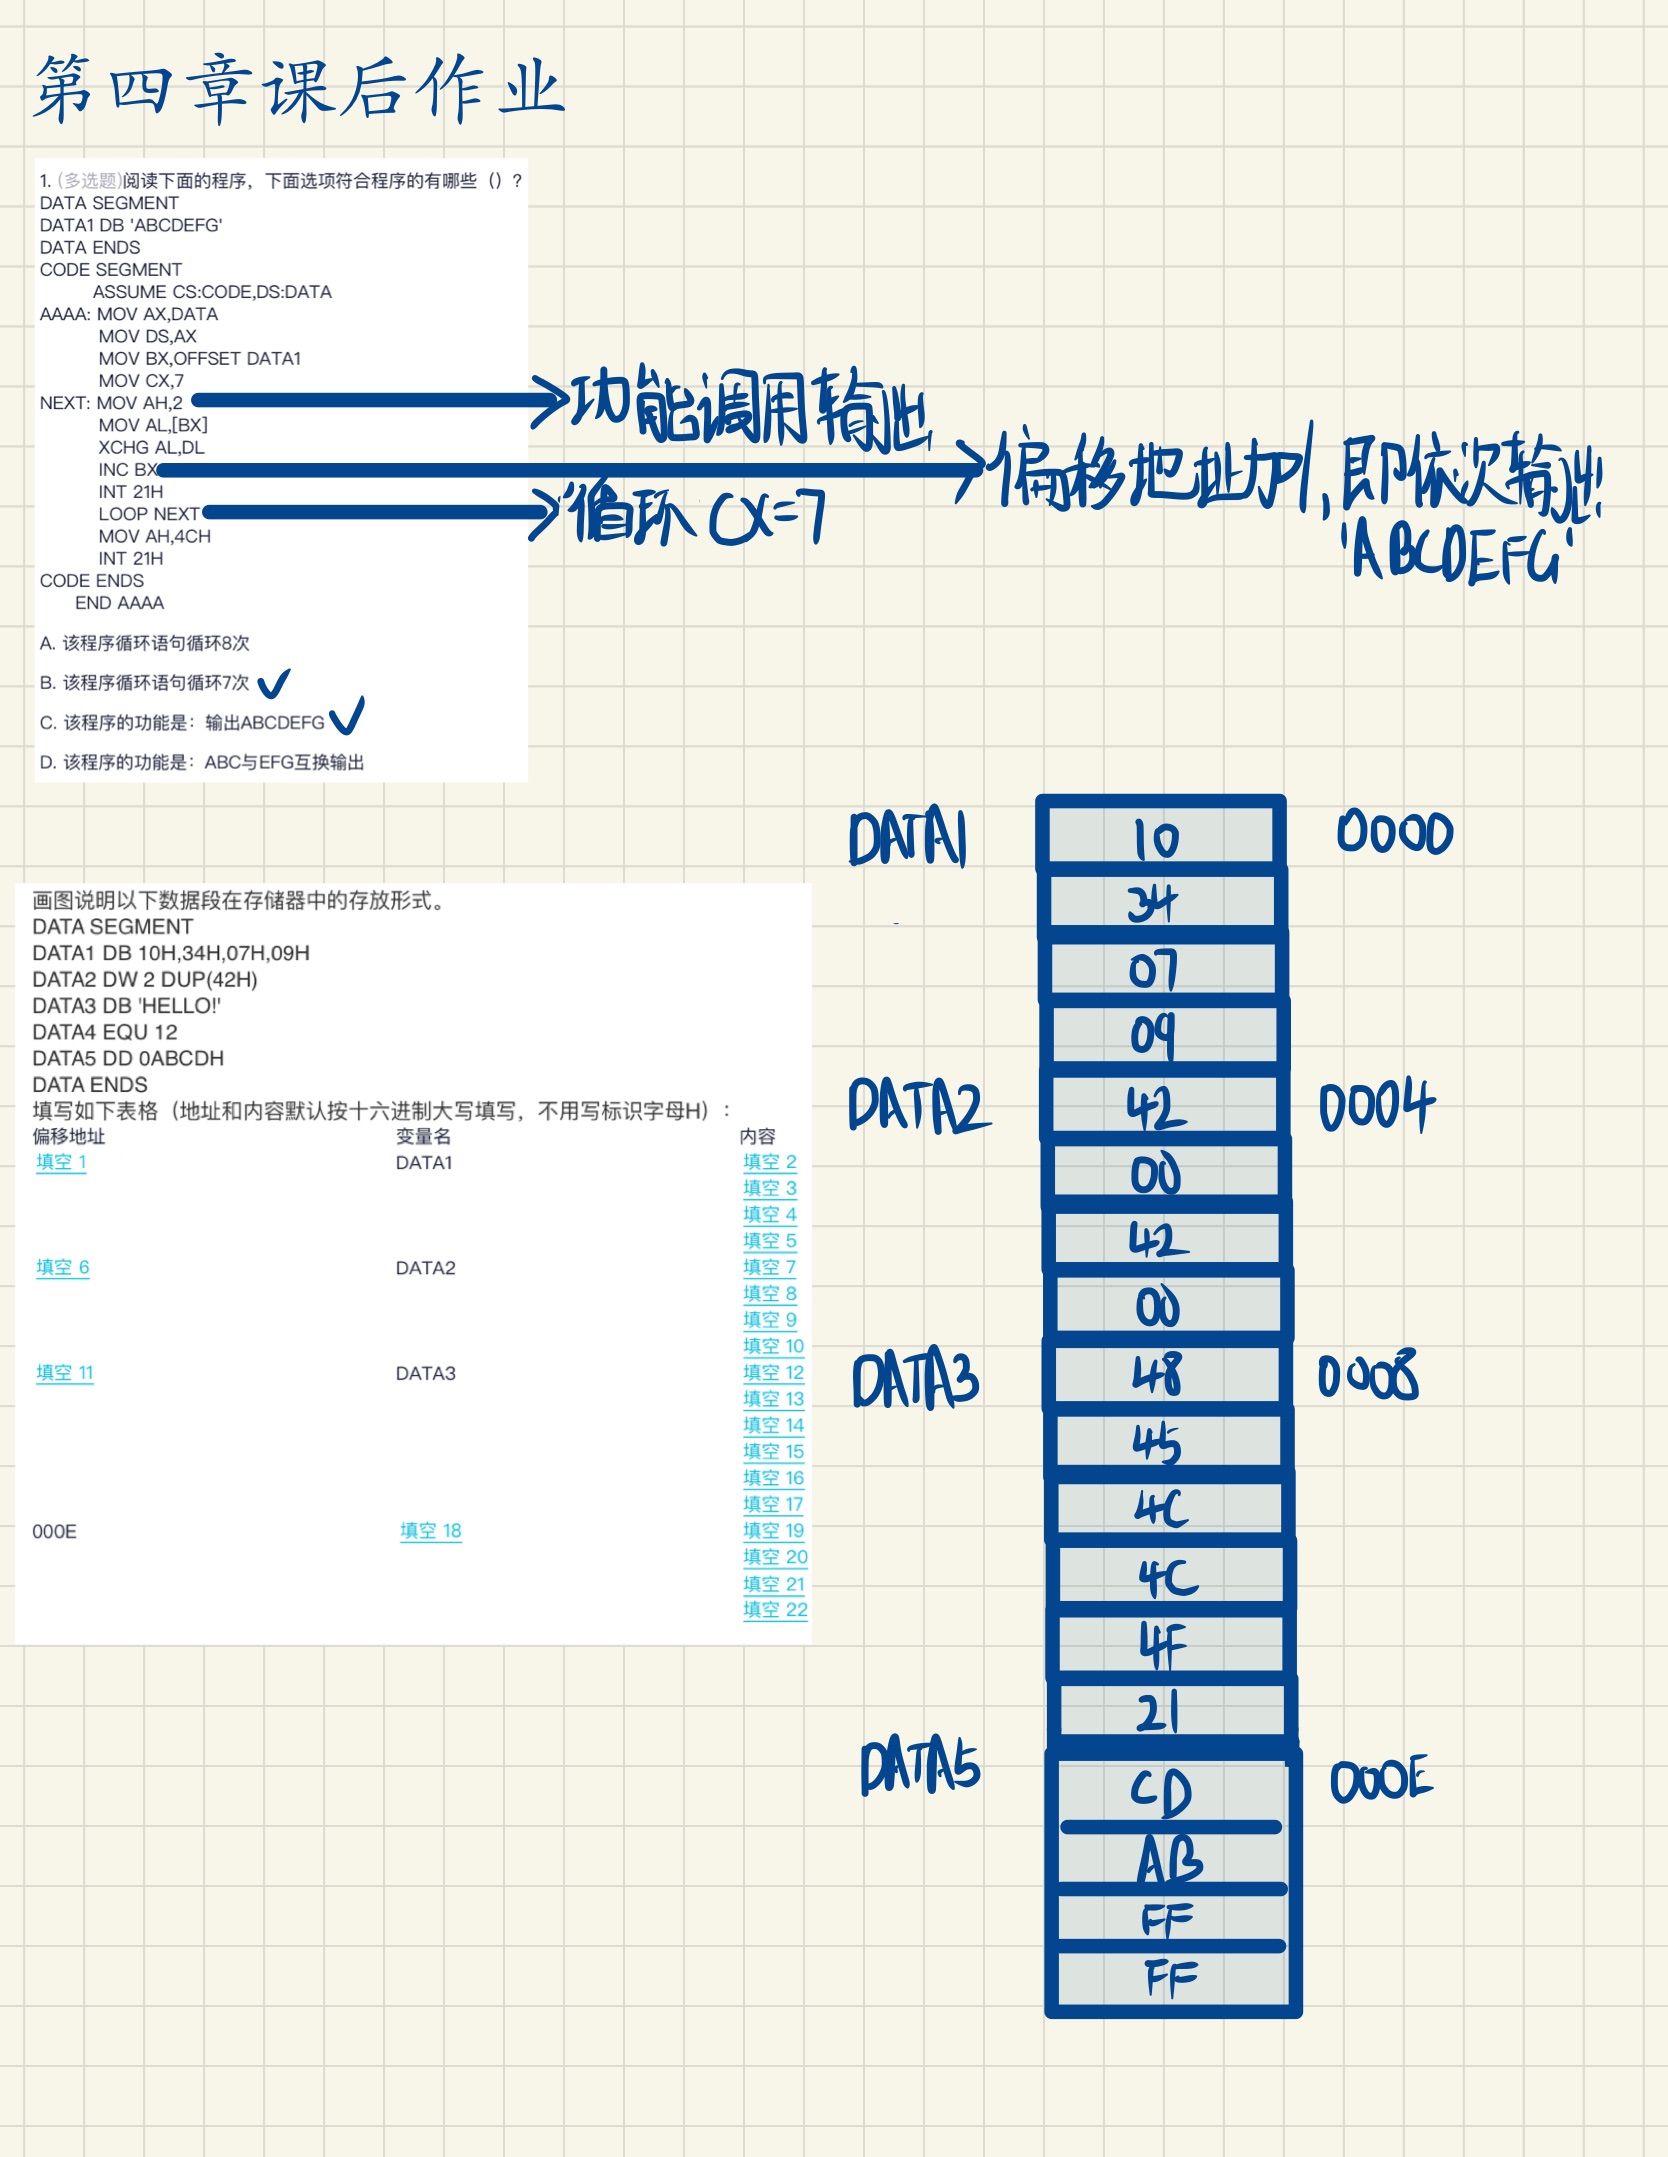 第四章课后作业
1. (多选题)阅读下面的程序，下面选项符合程序的有哪些（）?
DATA SEGMENT
DATA1 DB 'ABCDEFG'
DATA ENDS
CODE SEGMENT
ASSUME CS:CODE,DS:DATA
AAAA: MOV AX,DATA
MOV DS,AX
MOV BX,OFFSET DATA1
MOV CX,7
NEXT: MOV AH,2
功能调用输出
MOV AL,[BX]
XCHG AL,DL
INC BX
偏移地址加1,即依次输出
'ABCDEFG'
INT 21H
LOOP NEXT
循环 CX=7
MOV AH,4CH
INT 21H
CODE ENDS
END AAAA
A. 该程序循环语句循环8次
B. 该程序循环语句循环7次 ✓
C. 该程序的功能是：输出ABCDEFG ✓
D. 该程序的功能是：ABC与EFG互换输出
画图说明以下数据段在存储器中的存放形式。
DATA SEGMENT
DATA1 DB 10H,34H,07H,09H
DATA2 DW 2 DUP(42H)
DATA3 DB 'HELLO!'
DATA4 EQU 12
DATA5 DD 0ABCDH
DATA ENDS
填写如下表格（地址和内容默认按十六进制大写填写，不用写标识字母H）：
偏移地址 变量名 内容
填空 1 DATA1 填空 2
填空 3
填空 4
填空 5
填空 6 DATA2 填空 7
填空 8
填空 9
填空 10
填空 11 DATA3 填空 12
填空 13
填空 14
填空 15
填空 16
填空 17
000E 填空 18 填空 19
填空 20
填空 21
填空 22
DATA1 10 0000
34
07
09
DATA2 42 0004
00
42
00
DATA3 48 0008
45
4C
4C
4F
21
DATA5 CD 000E
AB
FF
FF